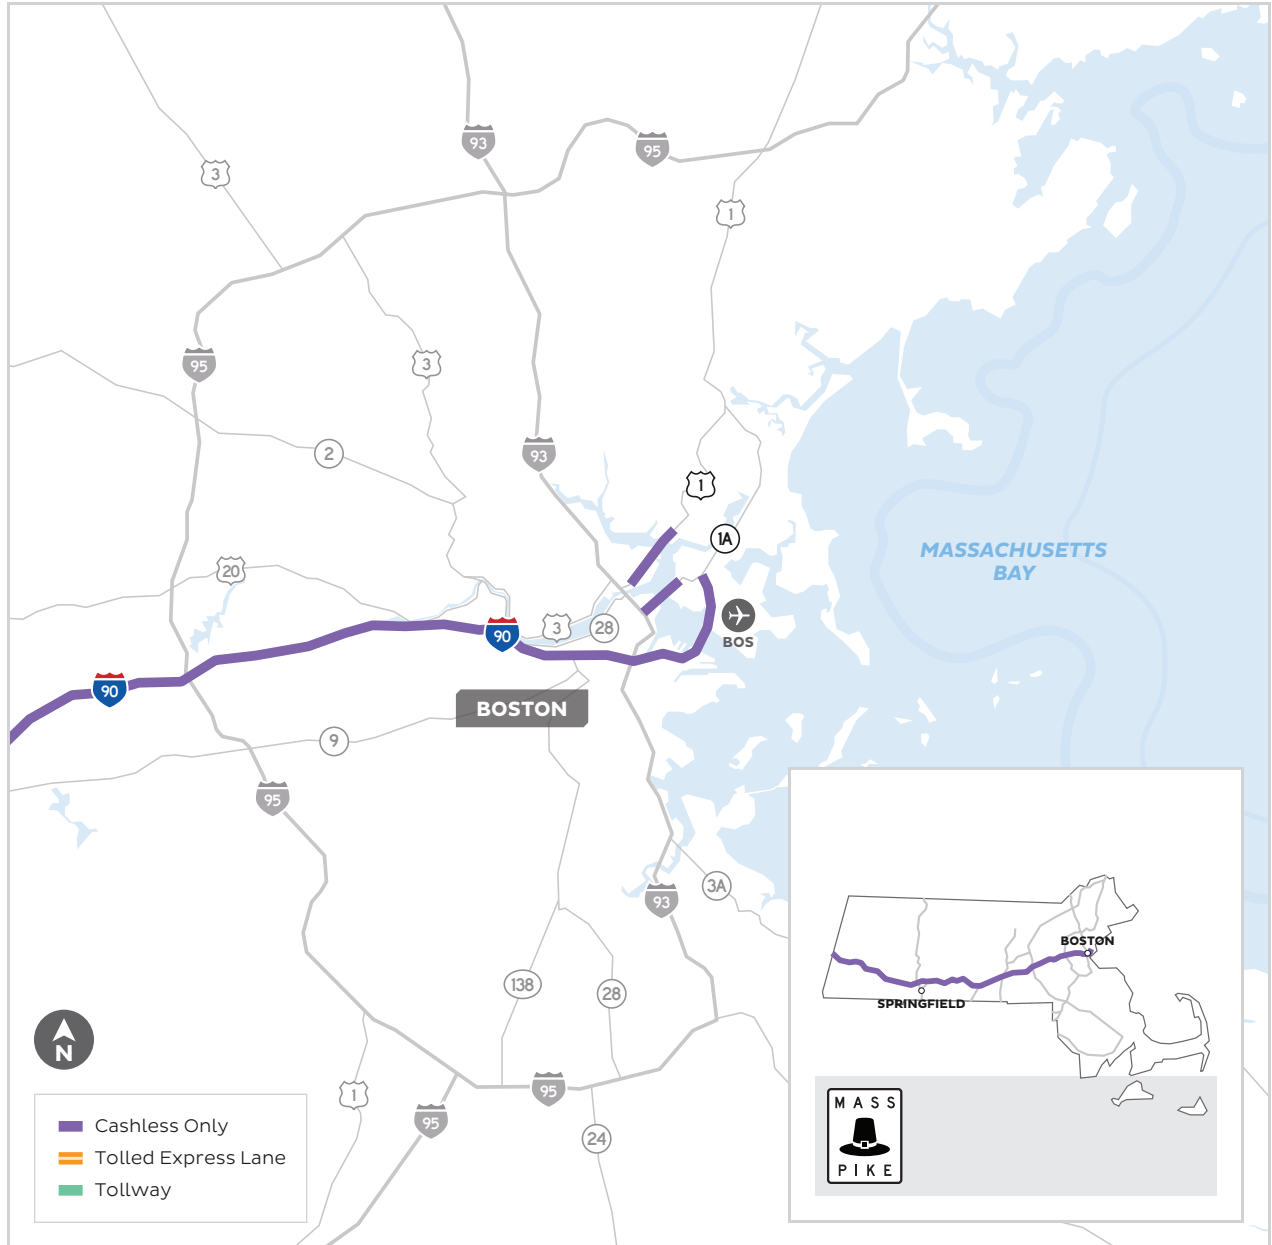 93
95
3
1
95
3
2
93
1
1A
MASSACHUSETTS
BAY
20
3
28
BOS
90
90
BOSTON
9
95
3A
93
138
28
95
1
95
24
N
Cashless Only
Tolled Express Lane
Tollway
BOSTON
SPRINGFIELD
MASS
PIKE